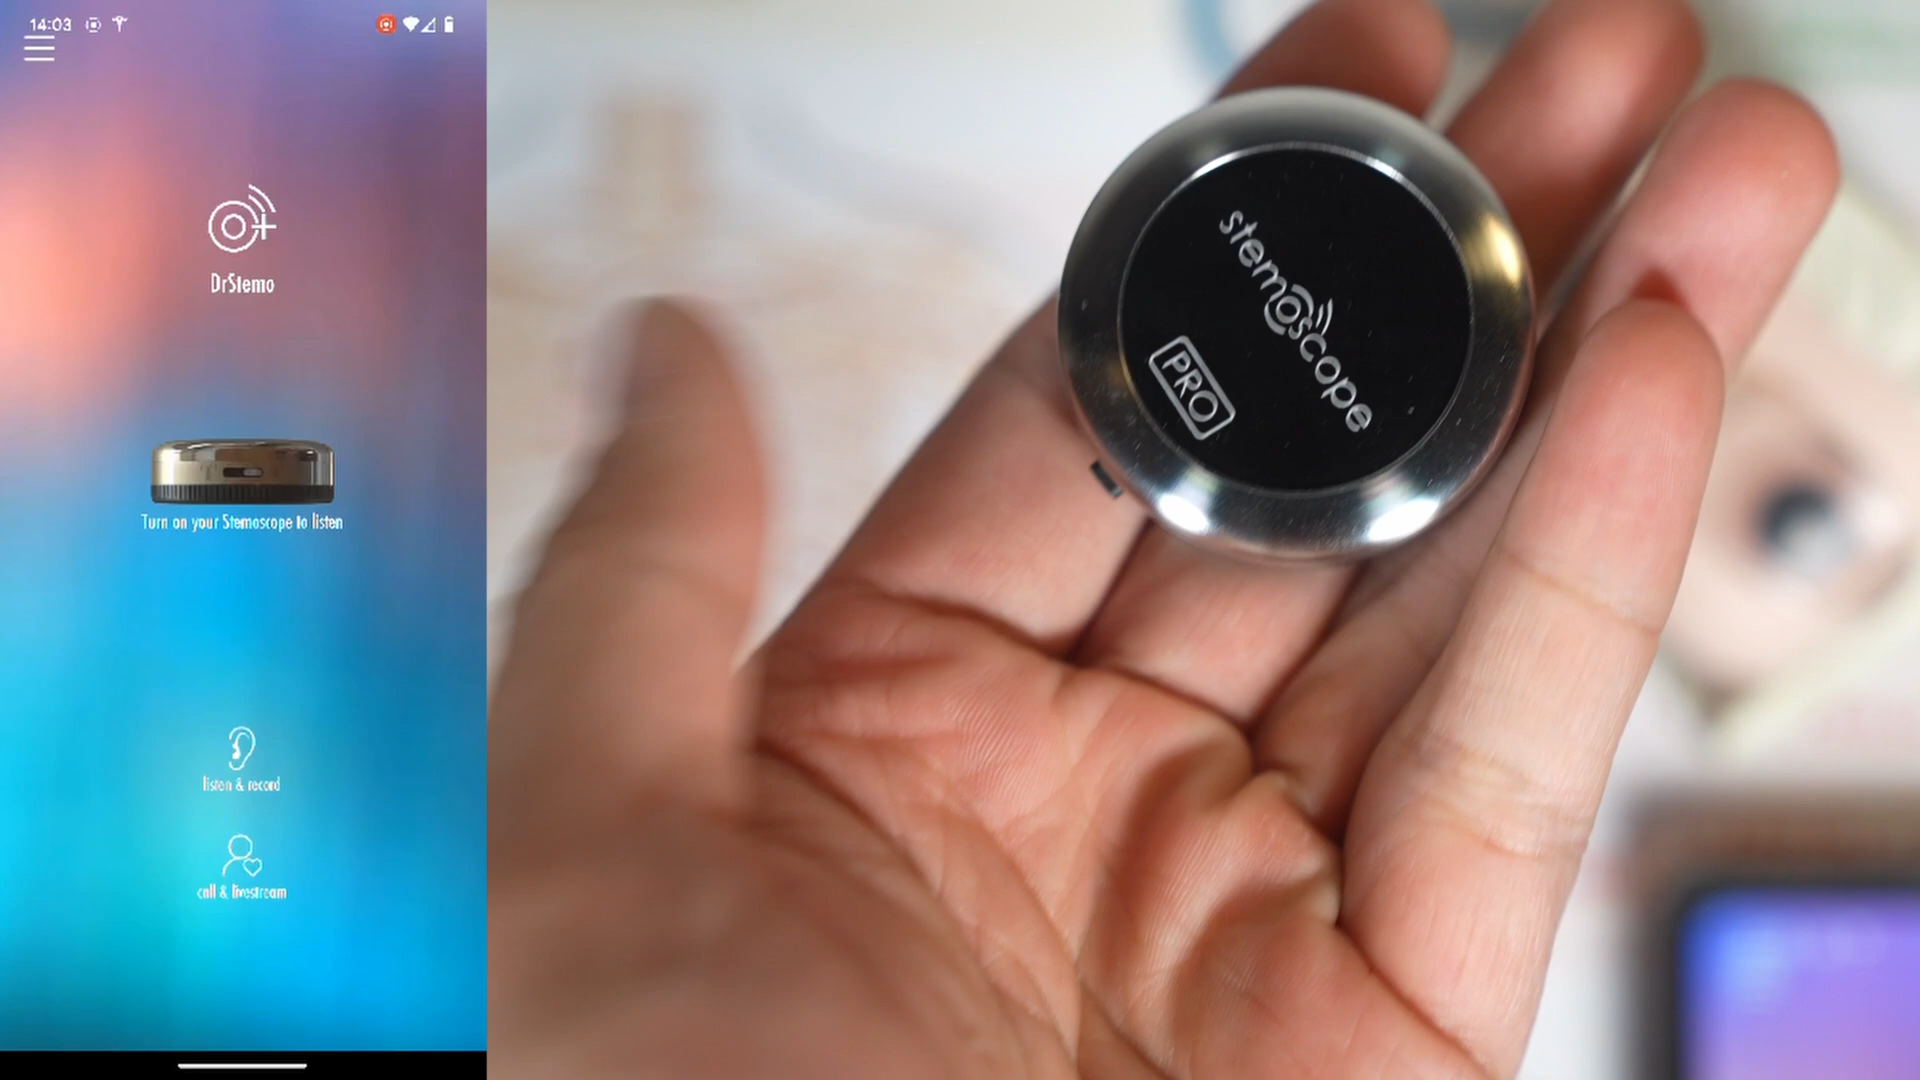 14:03
DrStemo
Turn on your Stemoscope to listen
listen & record
call & livestream
stemoscope
PRO